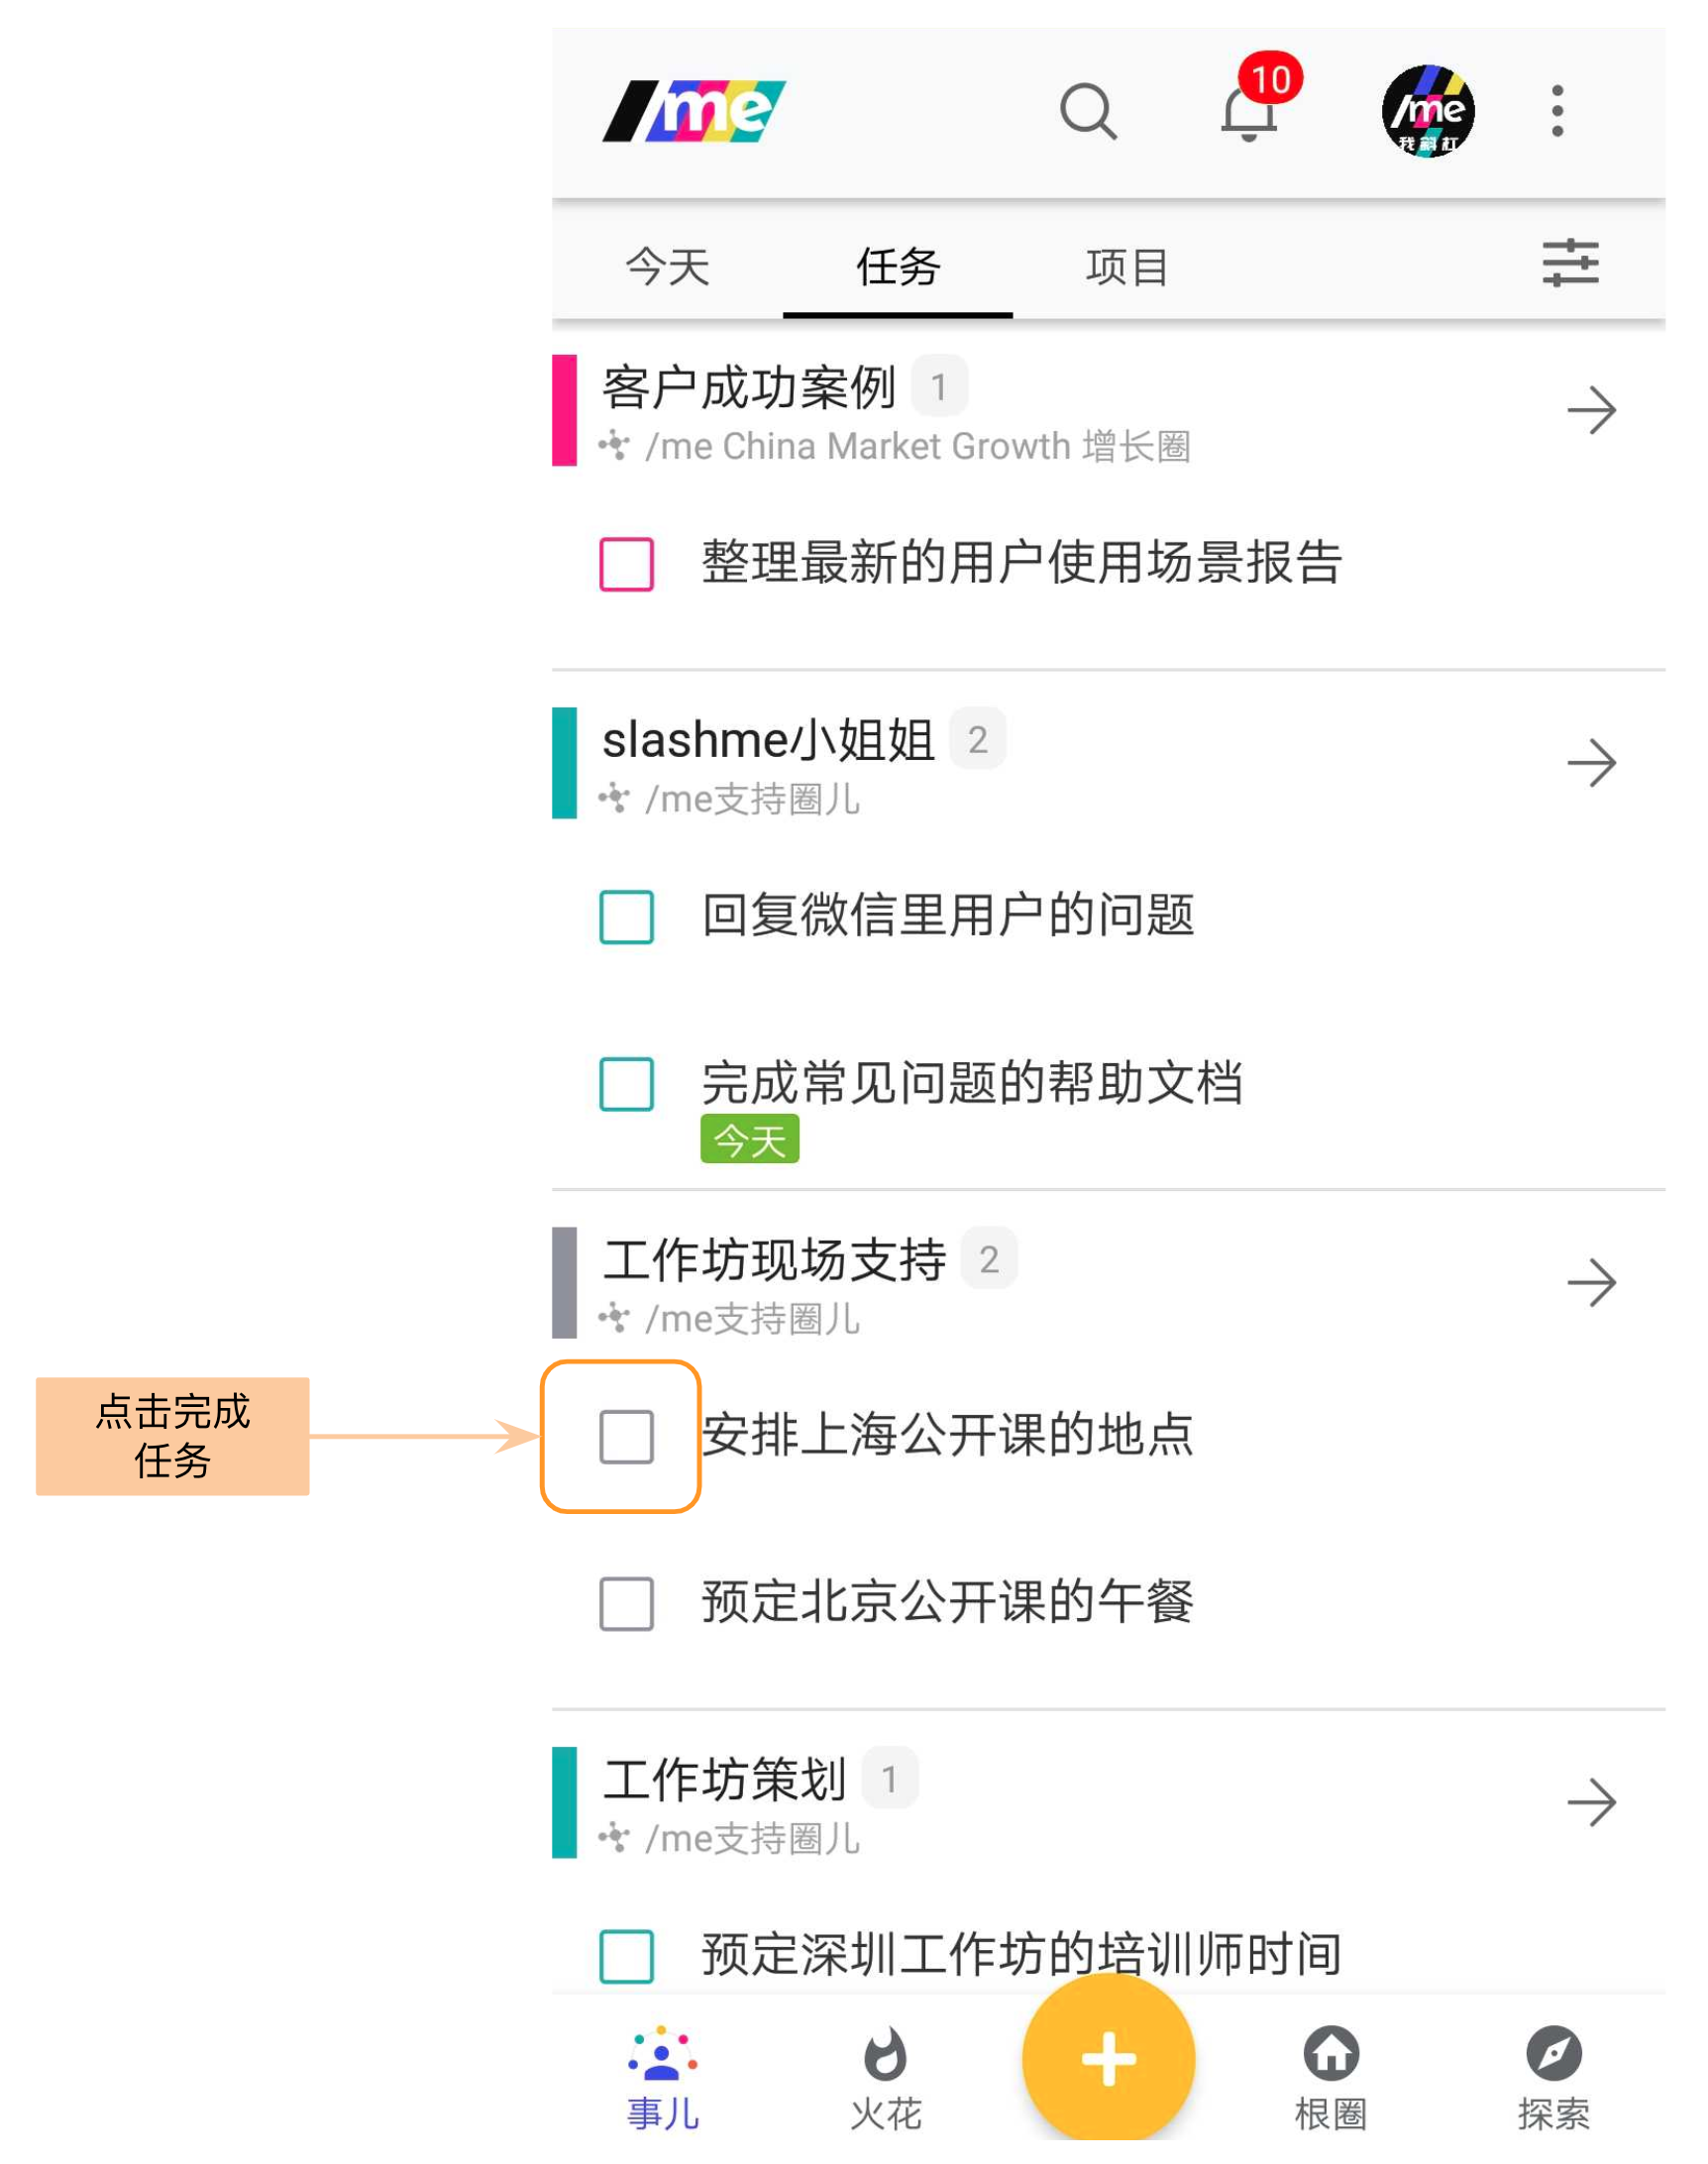 /me
10
/me
我斜杠
今天
任务
项目
客户成功案例 1
/me China Market Growth 增长圈
整理最新的用户使用场景报告
slashme小姐姐 2
/me支持圈儿
回复微信里用户的问题
完成常见问题的帮助文档
今天
工作坊现场支持 2
/me支持圈儿
点击完成
任务
安排上海公开课的地点
预定北京公开课的午餐
工作坊策划 1
/me支持圈儿
预定深圳工作坊的培训师时间
事儿
火花
根圈
探索